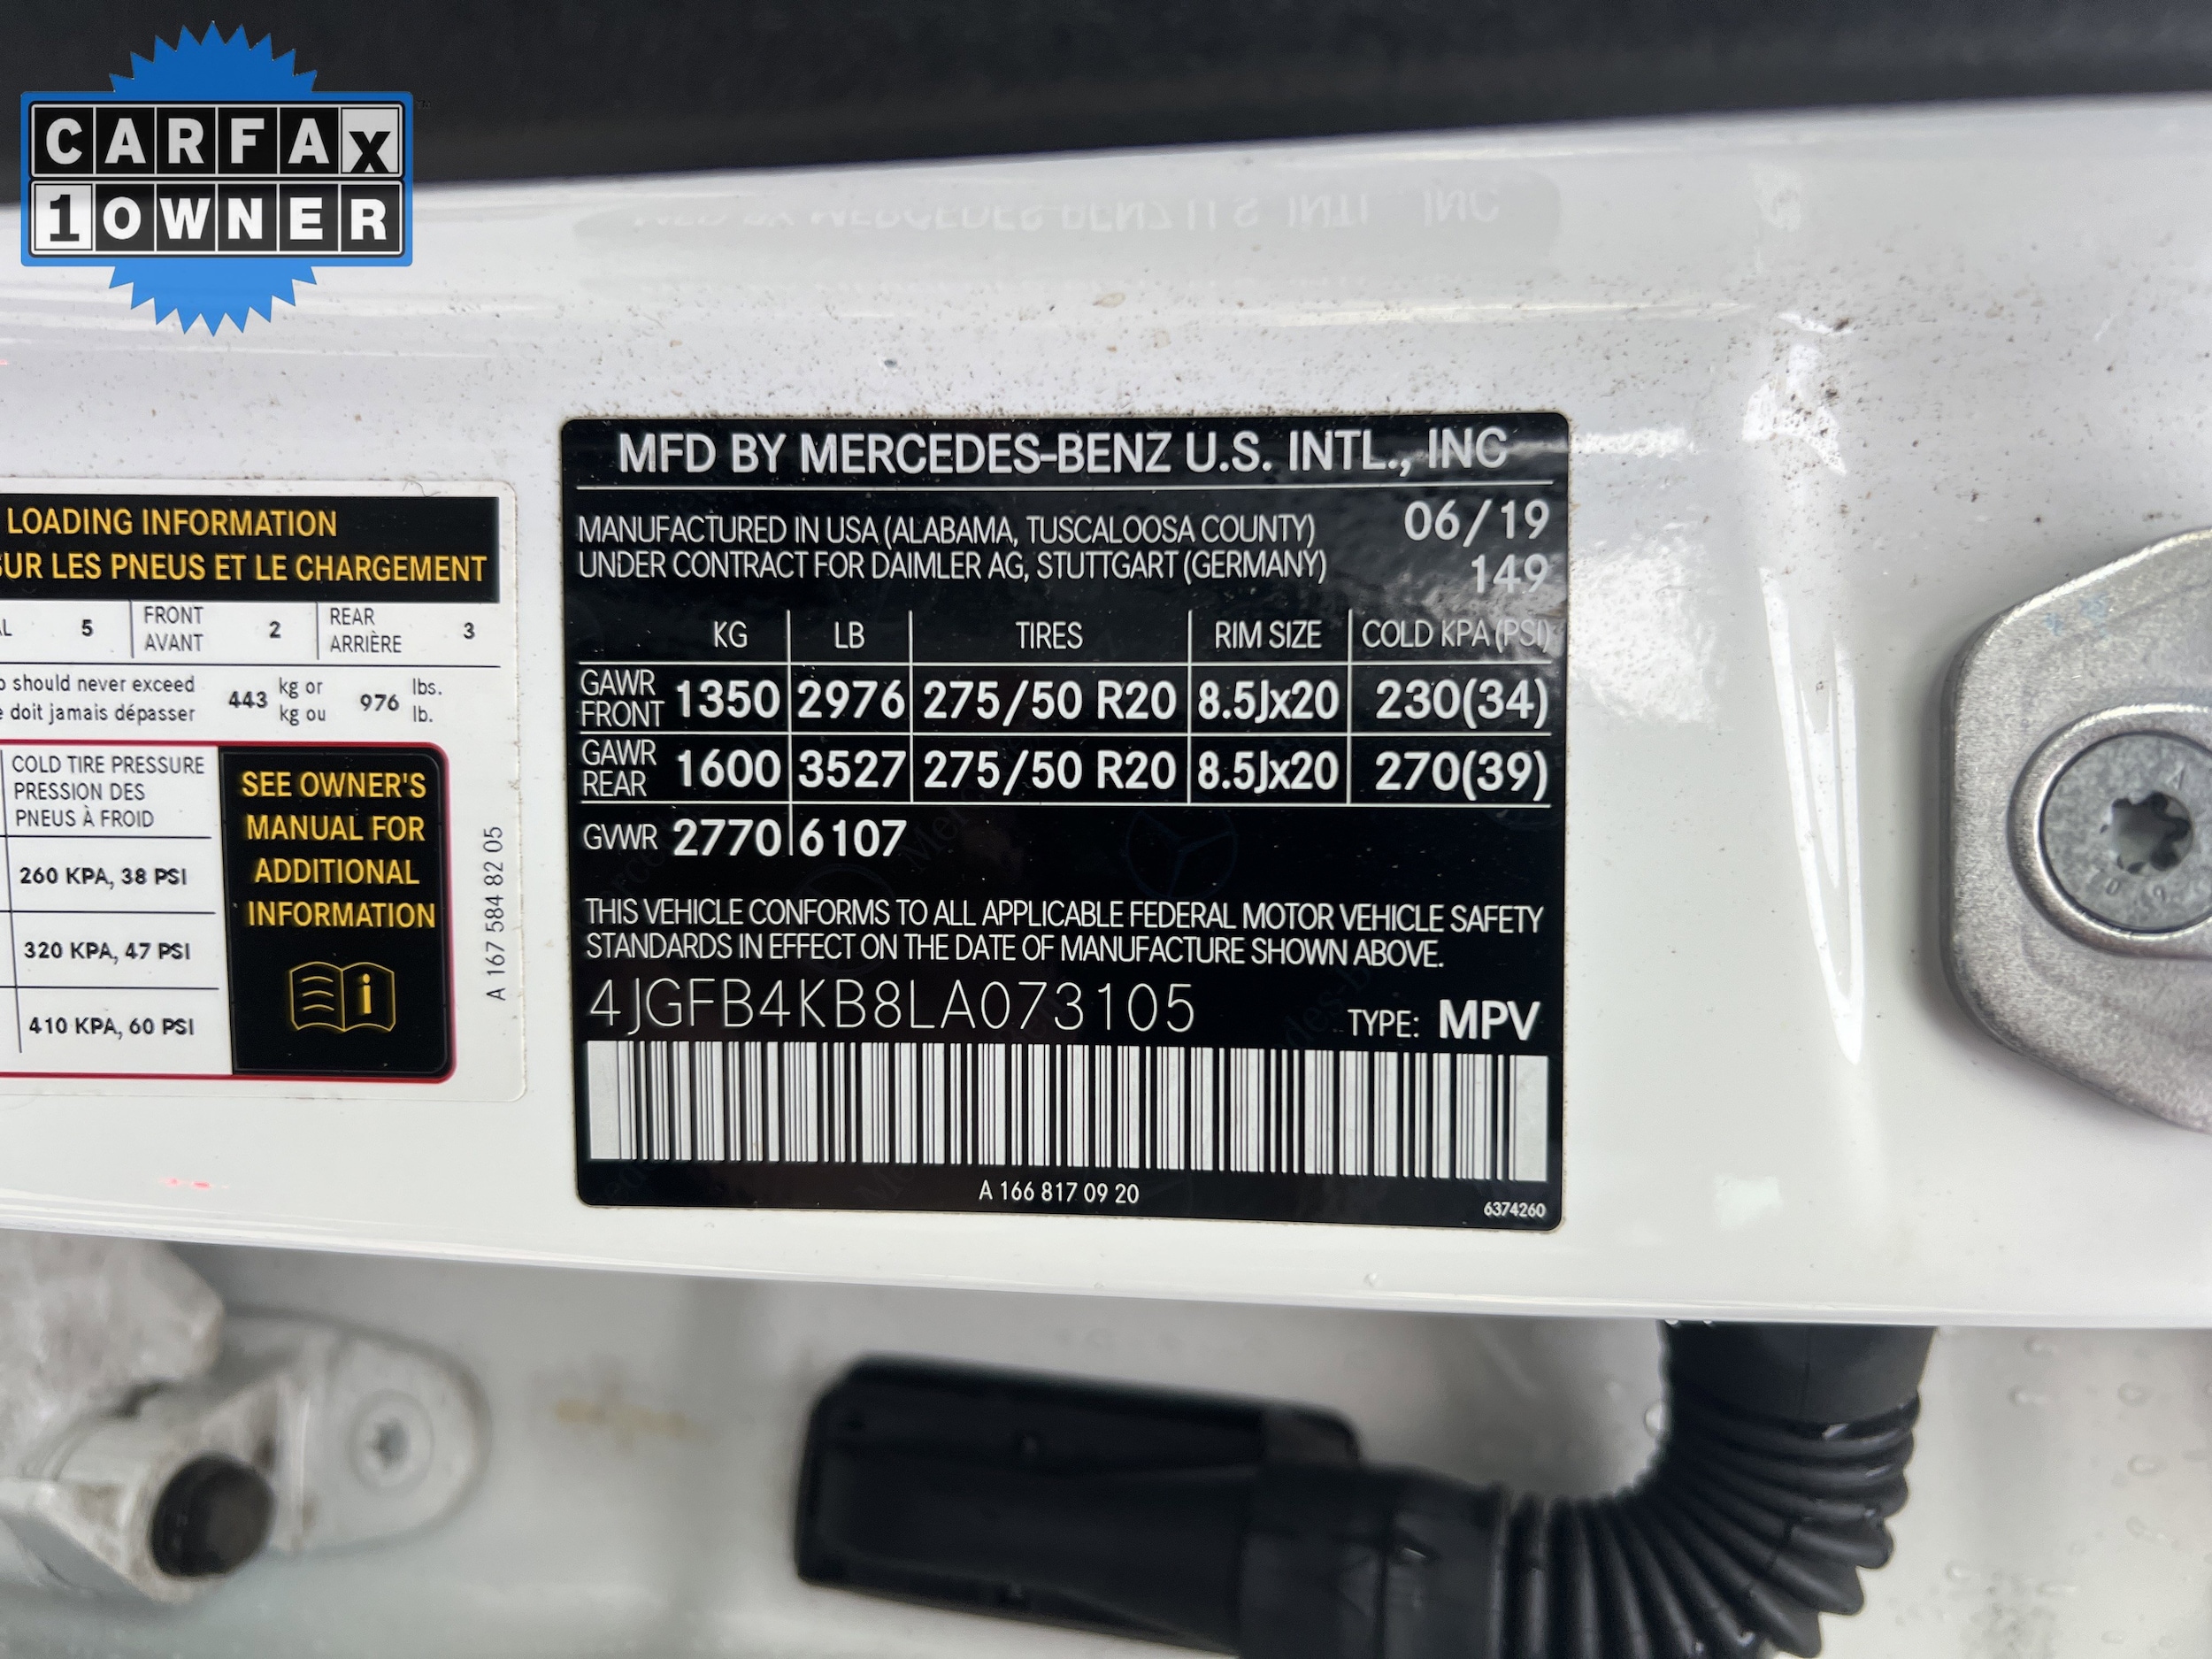 CARFAX
1OWNER
LOADING INFORMATION
SUR LES PNEUS ET LE CHARGEMENT
5 FRONT AVANT 2 REAR ARRIÈRE 3
should never exceed 443 kg or 976 lbs.
doit jamais dépasser kg ou lb.
COLD TIRE PRESSURE
PRESSION DES
PNEUS À FROID
260 KPA, 38 PSI
320 KPA, 47 PSI
410 KPA, 60 PSI
SEE OWNER'S
MANUAL FOR
ADDITIONAL
INFORMATION
A 167 584 82 05
MFD BY MERCEDES-BENZ U.S. INTL., INC
MANUFACTURED IN USA (ALABAMA, TUSCALOOSA COUNTY) 06/19
UNDER CONTRACT FOR DAIMLER AG, STUTTGART (GERMANY) 149
KG LB TIRES RIM SIZE COLD KPA (PSI)
GAWR FRONT 1350 2976 275/50 R20 8.5Jx20 230(34)
GAWR REAR 1600 3527 275/50 R20 8.5Jx20 270(39)
GVWR 2770 6107
THIS VEHICLE CONFORMS TO ALL APPLICABLE FEDERAL MOTOR VEHICLE SAFETY
STANDARDS IN EFFECT ON THE DATE OF MANUFACTURE SHOWN ABOVE.
4JGFB4KB8LA073105 TYPE: MPV
A 166 817 09 20
6374260